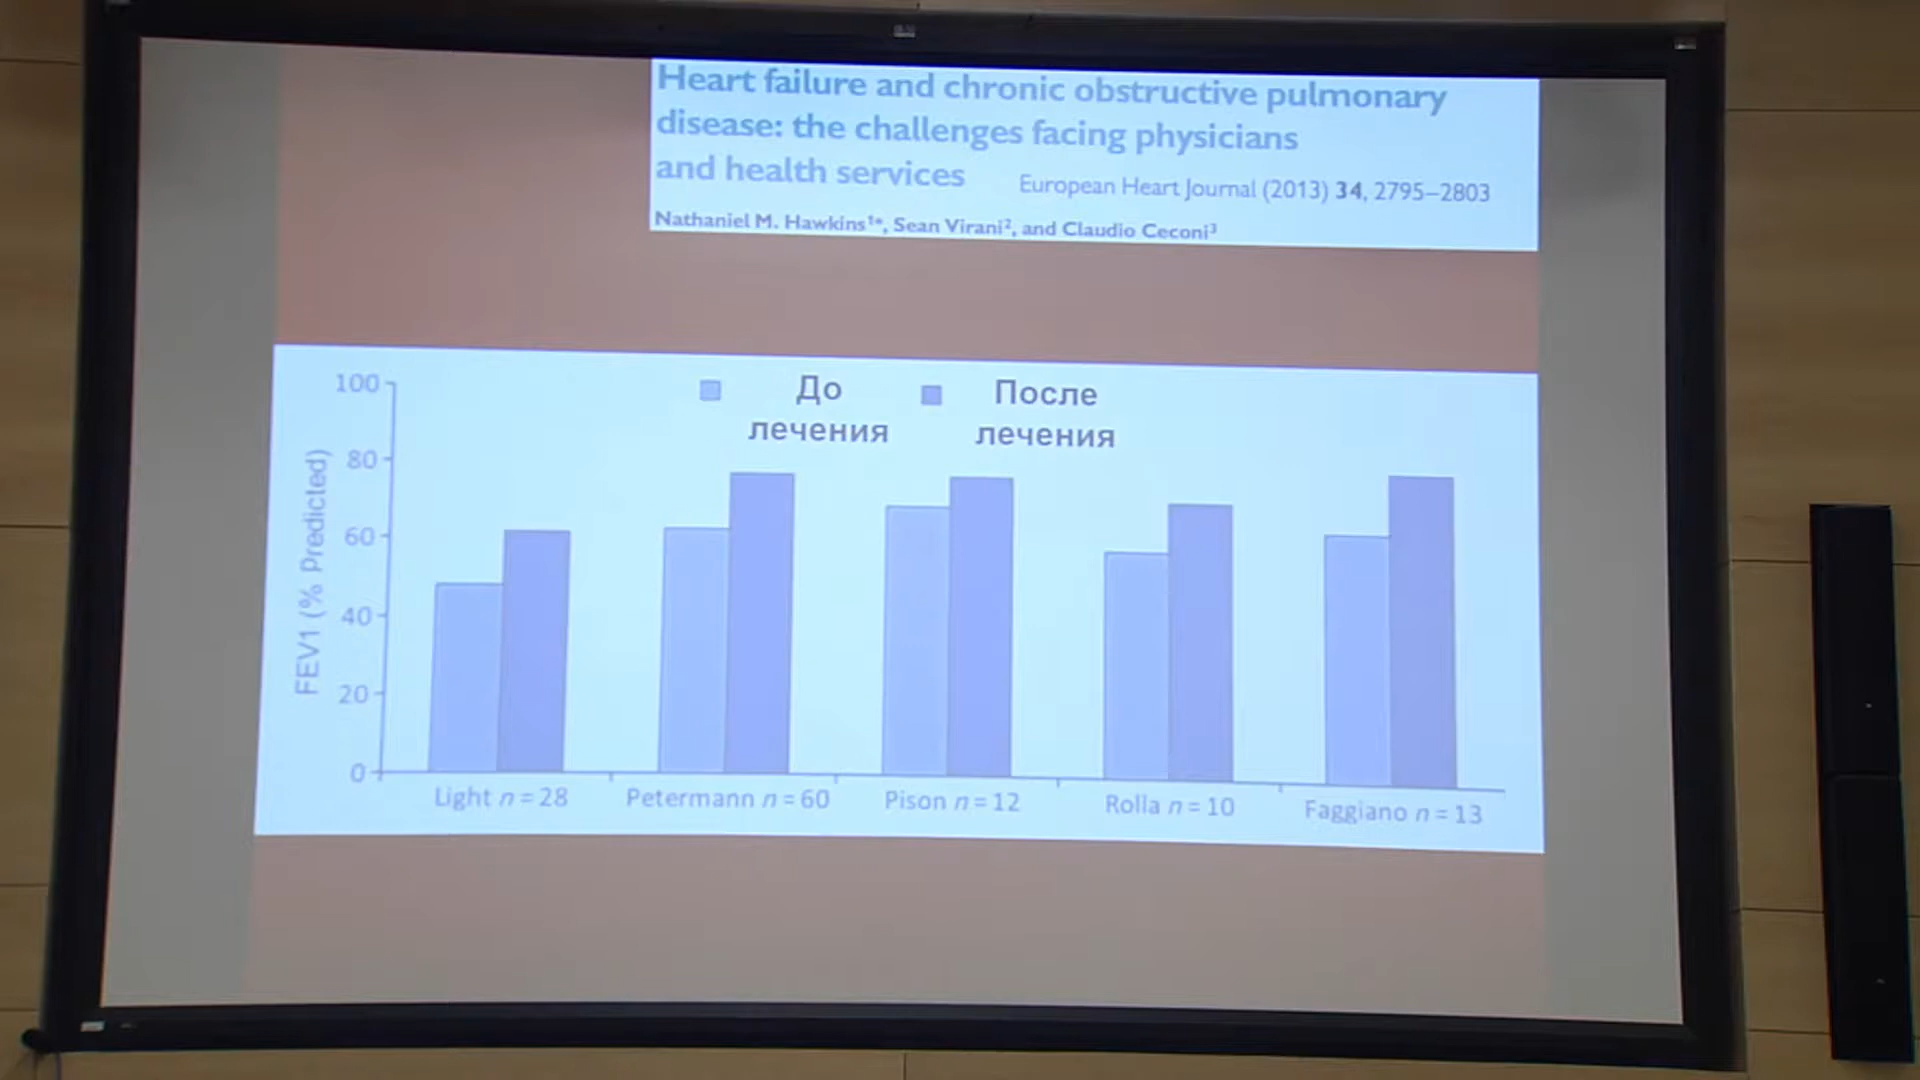 Heart failure and chronic obstructive pulmonary
disease: the challenges facing physicians
and health services
European Heart Journal (2013) 34, 2795–2803
Nathaniel M. Hawkins¹*, Sean Virani², and Claudio Ceconi³
До лечения
После лечения
FEV1 (% Predicted)
100
80
60
40
20
0
Light n = 28
Petermann n = 60
Pison n = 12
Rolla n = 10
Faggiano n = 13